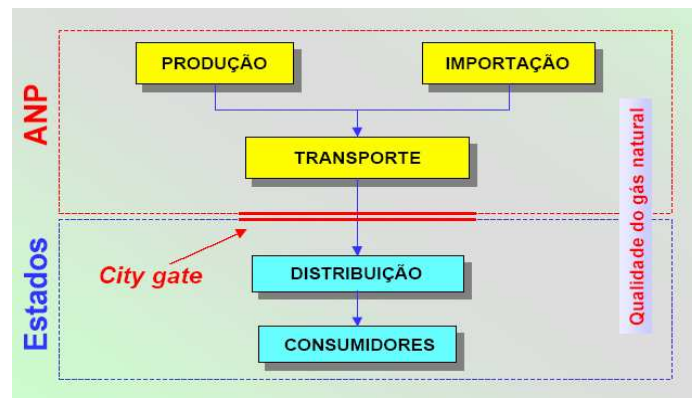 ANP
PRODUÇÃO
IMPORTAÇÃO
TRANSPORTE
Qualidade do gás natural
Estados
City gate
DISTRIBUIÇÃO
CONSUMIDORES